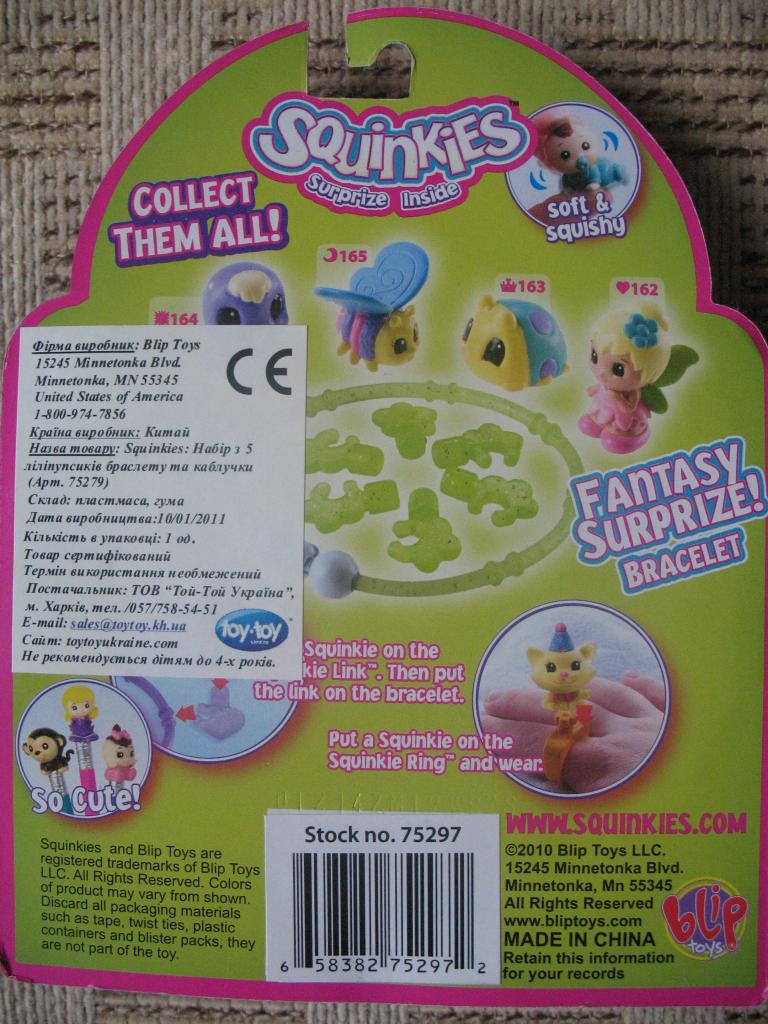 SQUINKIES™
Surprize Inside
COLLECT
THEM ALL!
soft &
squishy
165
163
162
164
Фірма виробник: Blip Toys
15245 Minnetonka Blvd.
Minnetonka, MN 55345
United States of America
1-800-974-7856
Країна виробник: Китай
Назва товару: Squinkies: Набір з 5
ліліпупсиків браслету та каблучки
(Арт. 75279)
Склад: пластмаса, гума
Дата виробництва:10/01/2011
Кількість в упаковці: 1 од.
Товар сертифікований
Термін використання необмежений
Постачальник: ТОВ "Той-Той Україна",
м. Харків, тел. /057/758-54-51
E-mail: sales@toytoy.kh.ua
Сайт: toytoyukraine.com
Не рекомендується дітям до 4-х років.
CE
toy·toy
FANTASY
SURPRIZE!
BRACELET
Squinkie on the
kie Link™. Then put
the link on the bracelet.
Put a Squinkie on the
Squinkie Ring™ and wear.
So Cute!
Squinkies and Blip Toys are
registered trademarks of Blip Toys
LLC. All Rights Reserved. Colors
of product may vary from shown.
Discard all packaging materials
such as tape, twist ties, plastic
containers and blister packs, they
are not part of the toy.
Stock no. 75297
6 58382 75297 2
WWW.SQUINKIES.COM
©2010 Blip Toys LLC.
15245 Minnetonka Blvd.
Minnetonka, Mn 55345
All Rights Reserved
www.bliptoys.com
MADE IN CHINA
Retain this information
for your records
blip
toys